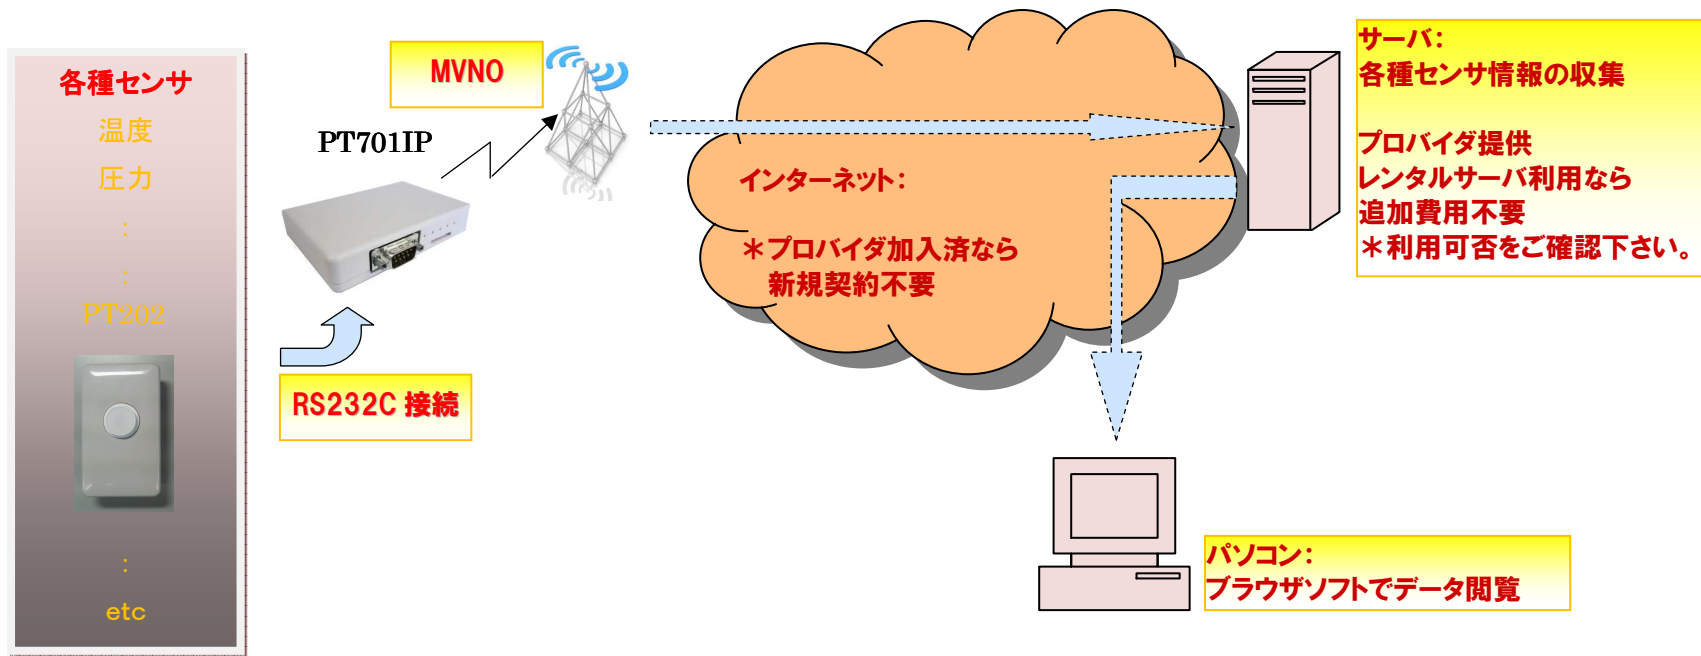 各種センサ
温度
圧力
:
:
PT202
:
etc
MVNO
PT701IP
RS232C 接続
インターネット:
＊プロバイダ加入済なら
新規契約不要
サーバ:
各種センサ情報の収集
プロバイダ提供
レンタルサーバ利用なら
追加費用不要
＊利用可否をご確認下さい。
パソコン:
ブラウザソフトでデータ閲覧